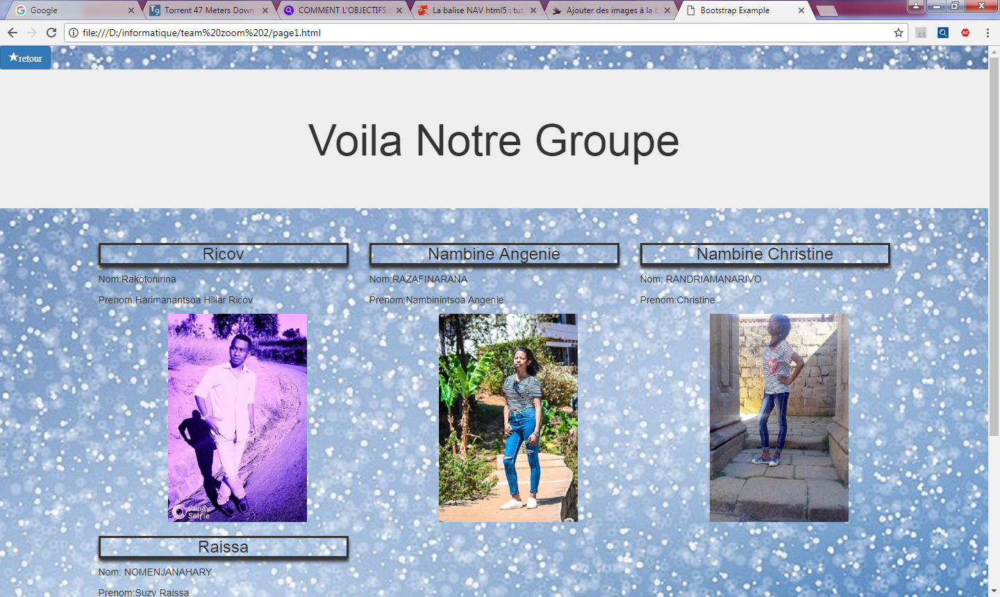 Google
Torrent 47 Meters Down
COMMENT L'OBJECTIFS
La balise NAV html5 : tut
Ajouter des images à la b
Bootstrap Example
file:///D:/informatique/team%20zoom%202/page1.html
retour
Voila Notre Groupe
Ricov
Nambine Angenie
Nambine Christine
Nom:Rakotonirina
Nom:RAZAFINARANA
Nom: RANDRIAMANARIVO
Prenom:Harimanantsoa Hillar Ricov
Prenom:Nambinintsoa Angenie
Prenom:Christine
Candy
Selfie
Raissa
Nom: NOMENJANAHARY
Prenom:Suzy Raissa